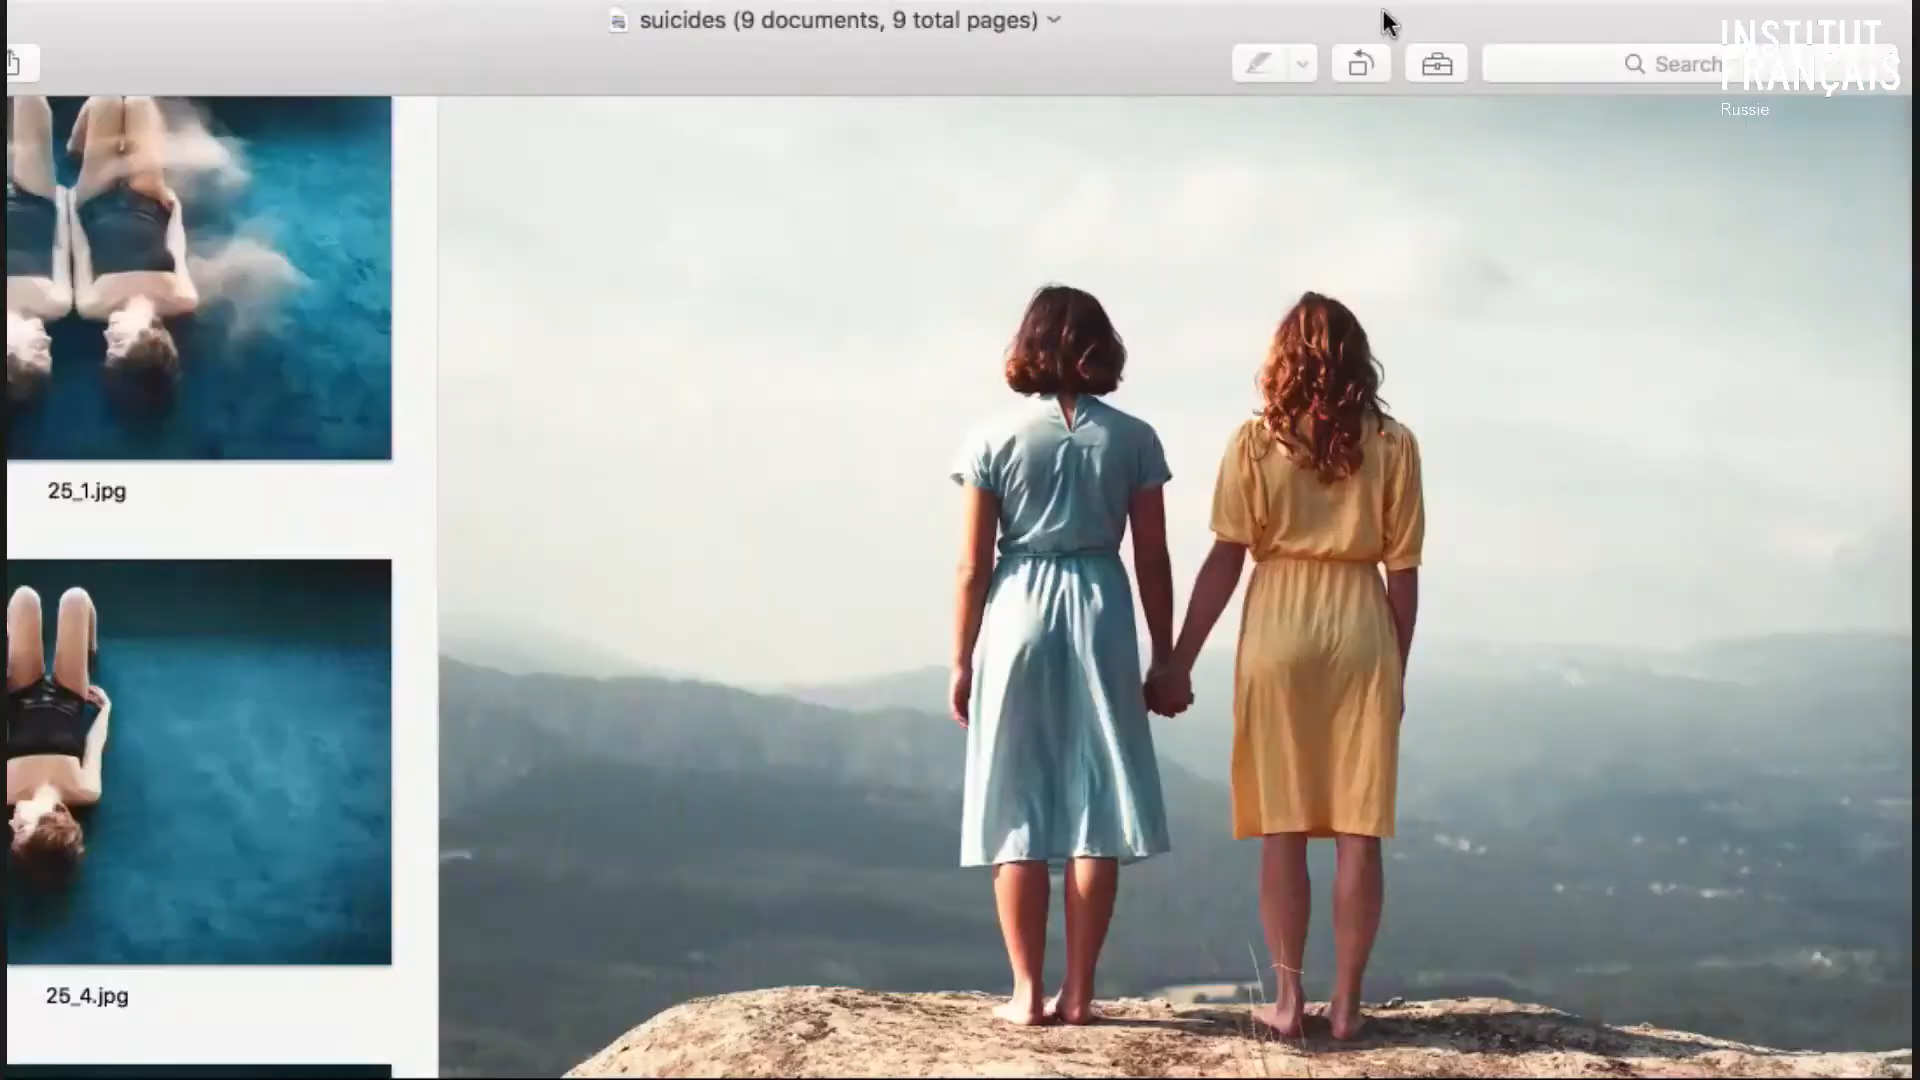 suicides (9 documents, 9 total pages)
Search
INSTITUT
FRANÇAIS
Russie
25_1.jpg
25_4.jpg